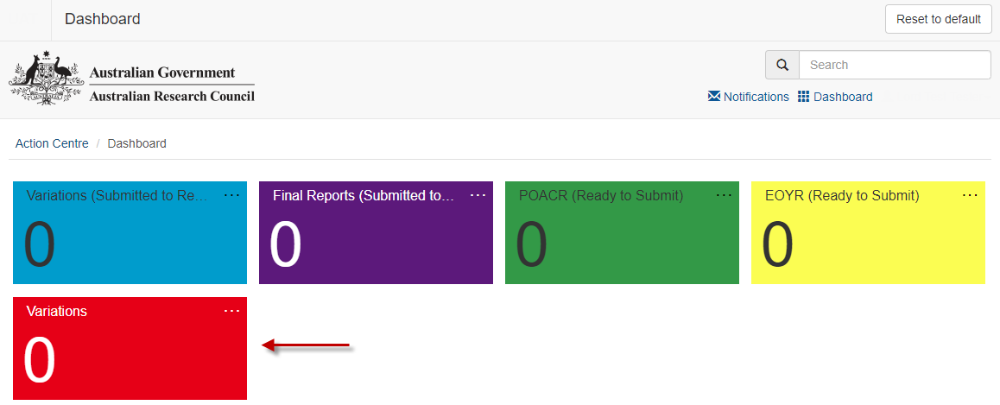 Dashboard
Reset to default
Australian Government
Australian Research Council
Search
Notifications
Dashboard
Action Centre / Dashboard
Variations (Submitted to Re... ...
Final Reports (Submitted to... ...
POACR (Ready to Submit) ...
EOYR (Ready to Submit) ...
0
0
0
0
Variations ...
0